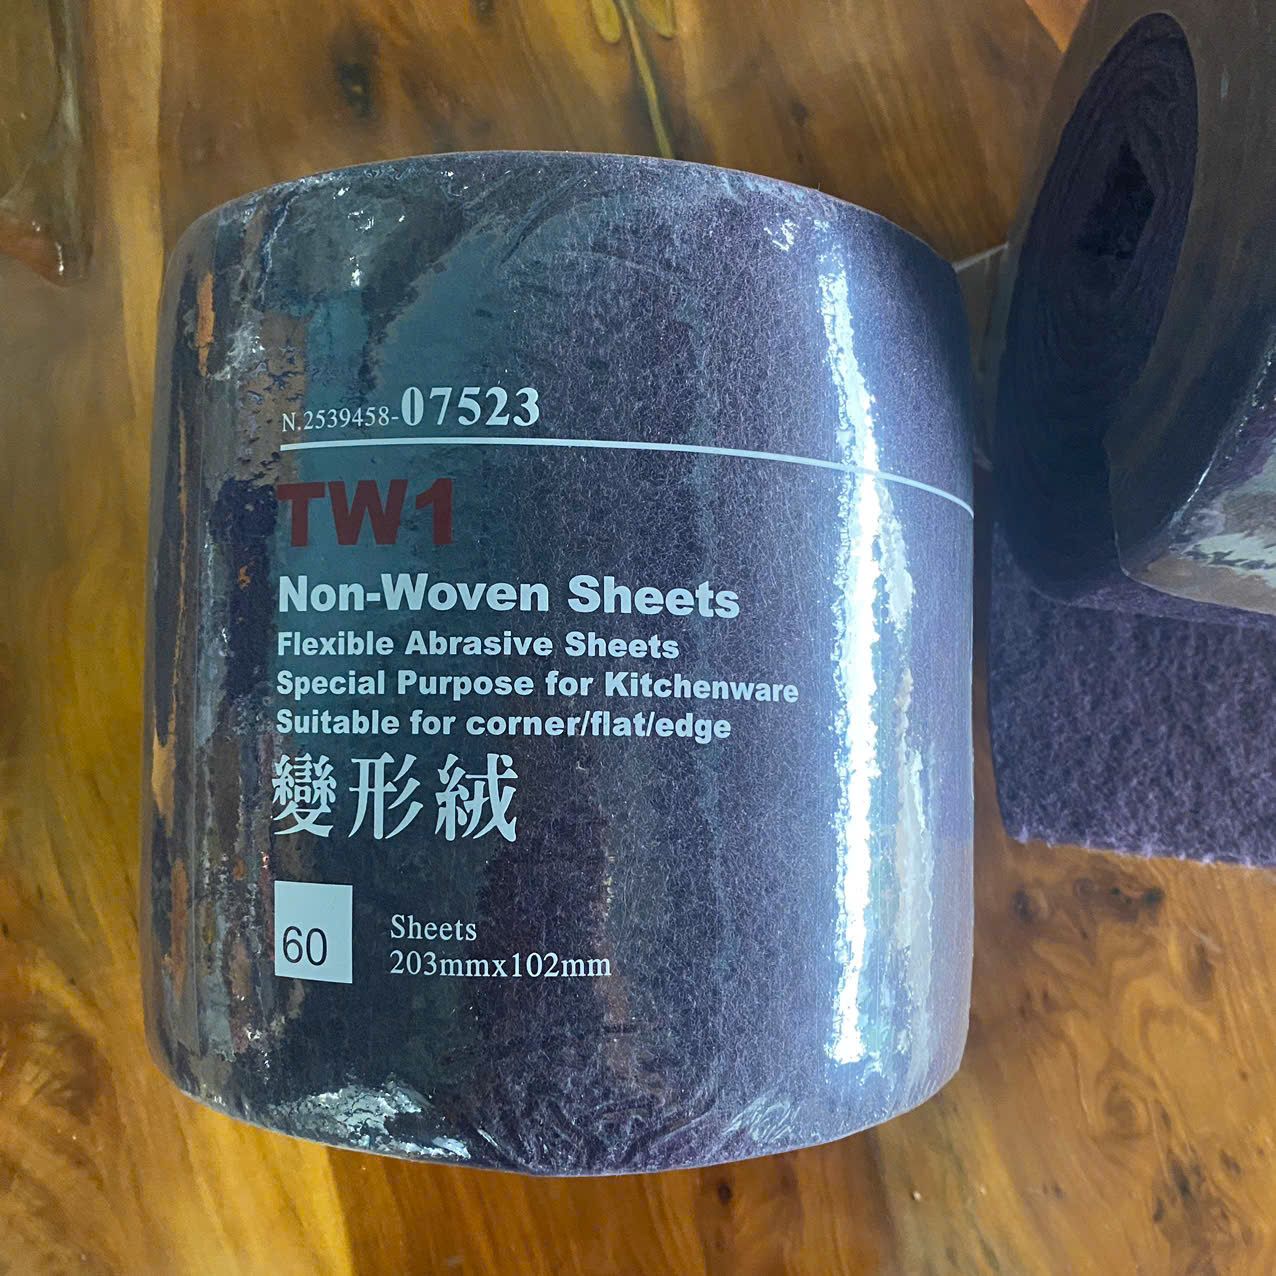 N.2539458-07523
TW1
Non-Woven Sheets
Flexible Abrasive Sheets
Special Purpose for Kitchenware
Suitable for corner/flat/edge
變形絨
60
Sheets
203mmx102mm